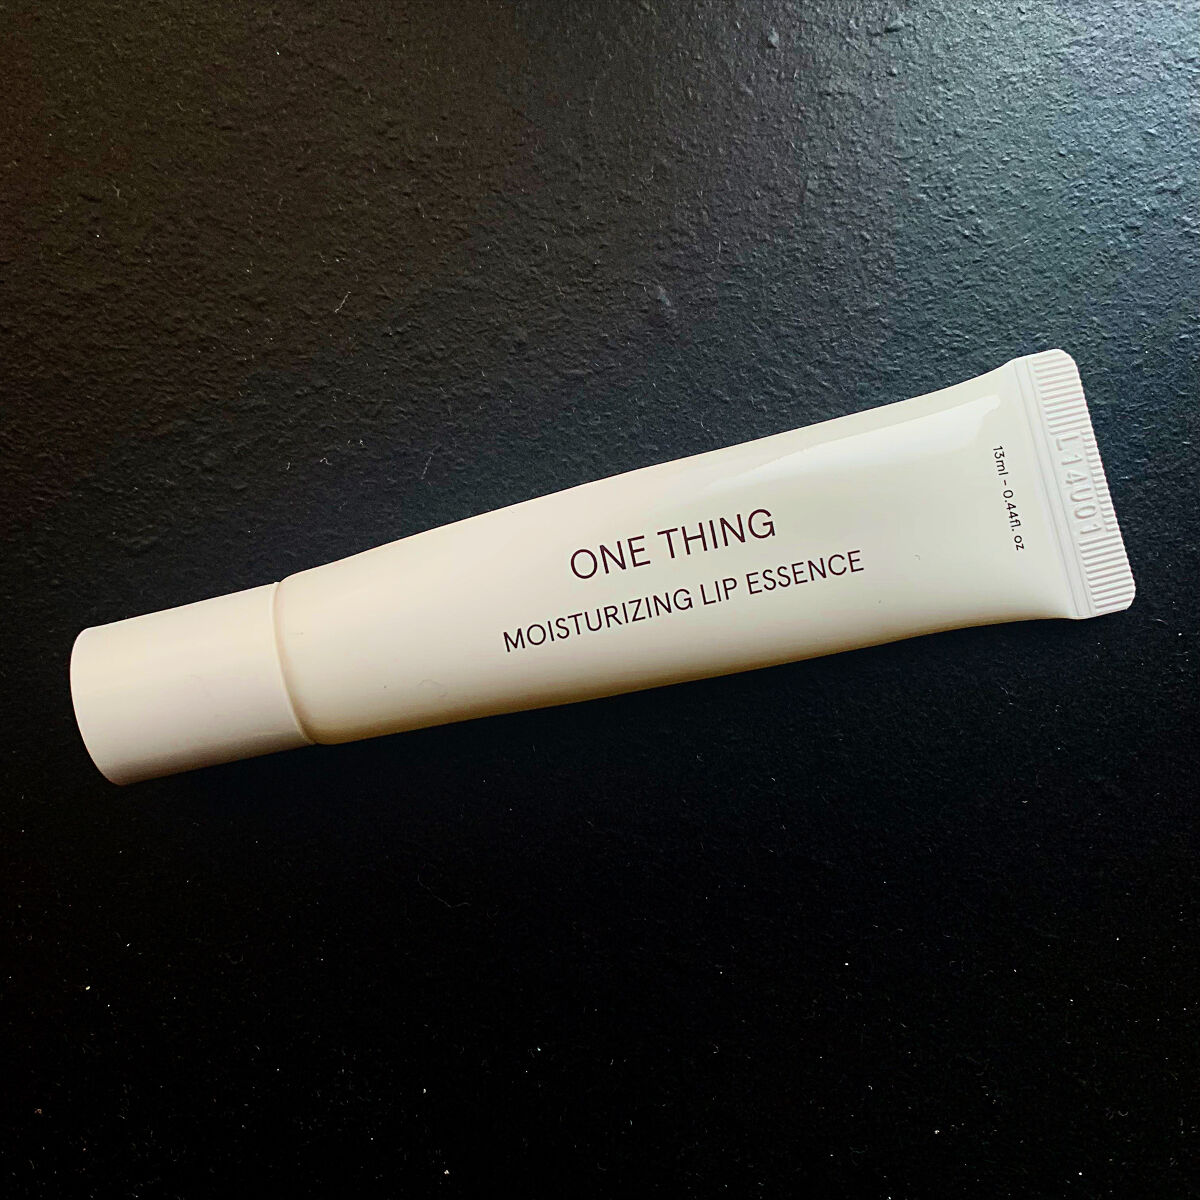 ONE THING
MOISTURIZING LIP ESSENCE
13ml - 0.44fl. oz
L14U01